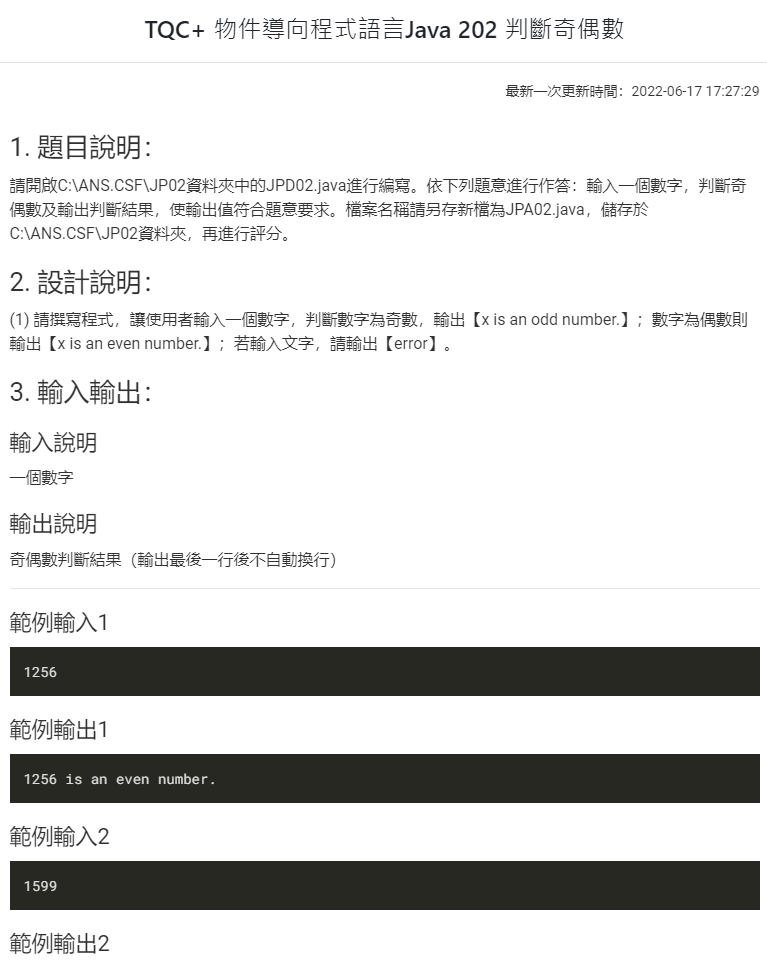 TQC+ 物件導向程式語言Java 202 判斷奇偶數
最新一次更新時間：2022-06-17 17:27:29
1. 題目說明：
請開啟C:\ANS.CSF\JP02資料夾中的JPD02.java進行編寫。依下列題意進行作答：輸入一個數字，判斷奇
偶數及輸出判斷結果，使輸出值符合題意要求。檔案名稱請另存新檔為JPA02.java，儲存於
C:\ANS.CSF\JP02資料夾，再進行評分。
2. 設計說明：
(1) 請撰寫程式，讓使用者輸入一個數字，判斷數字為奇數，輸出【x is an odd number.】；數字為偶數則
輸出【x is an even number.】；若輸入文字，請輸出【error】。
3. 輸入輸出：
輸入說明
一個數字
輸出說明
奇偶數判斷結果（輸出最後一行後不自動換行）
範例輸入1
1256
範例輸出1
1256 is an even number.
範例輸入2
1599
範例輸出2